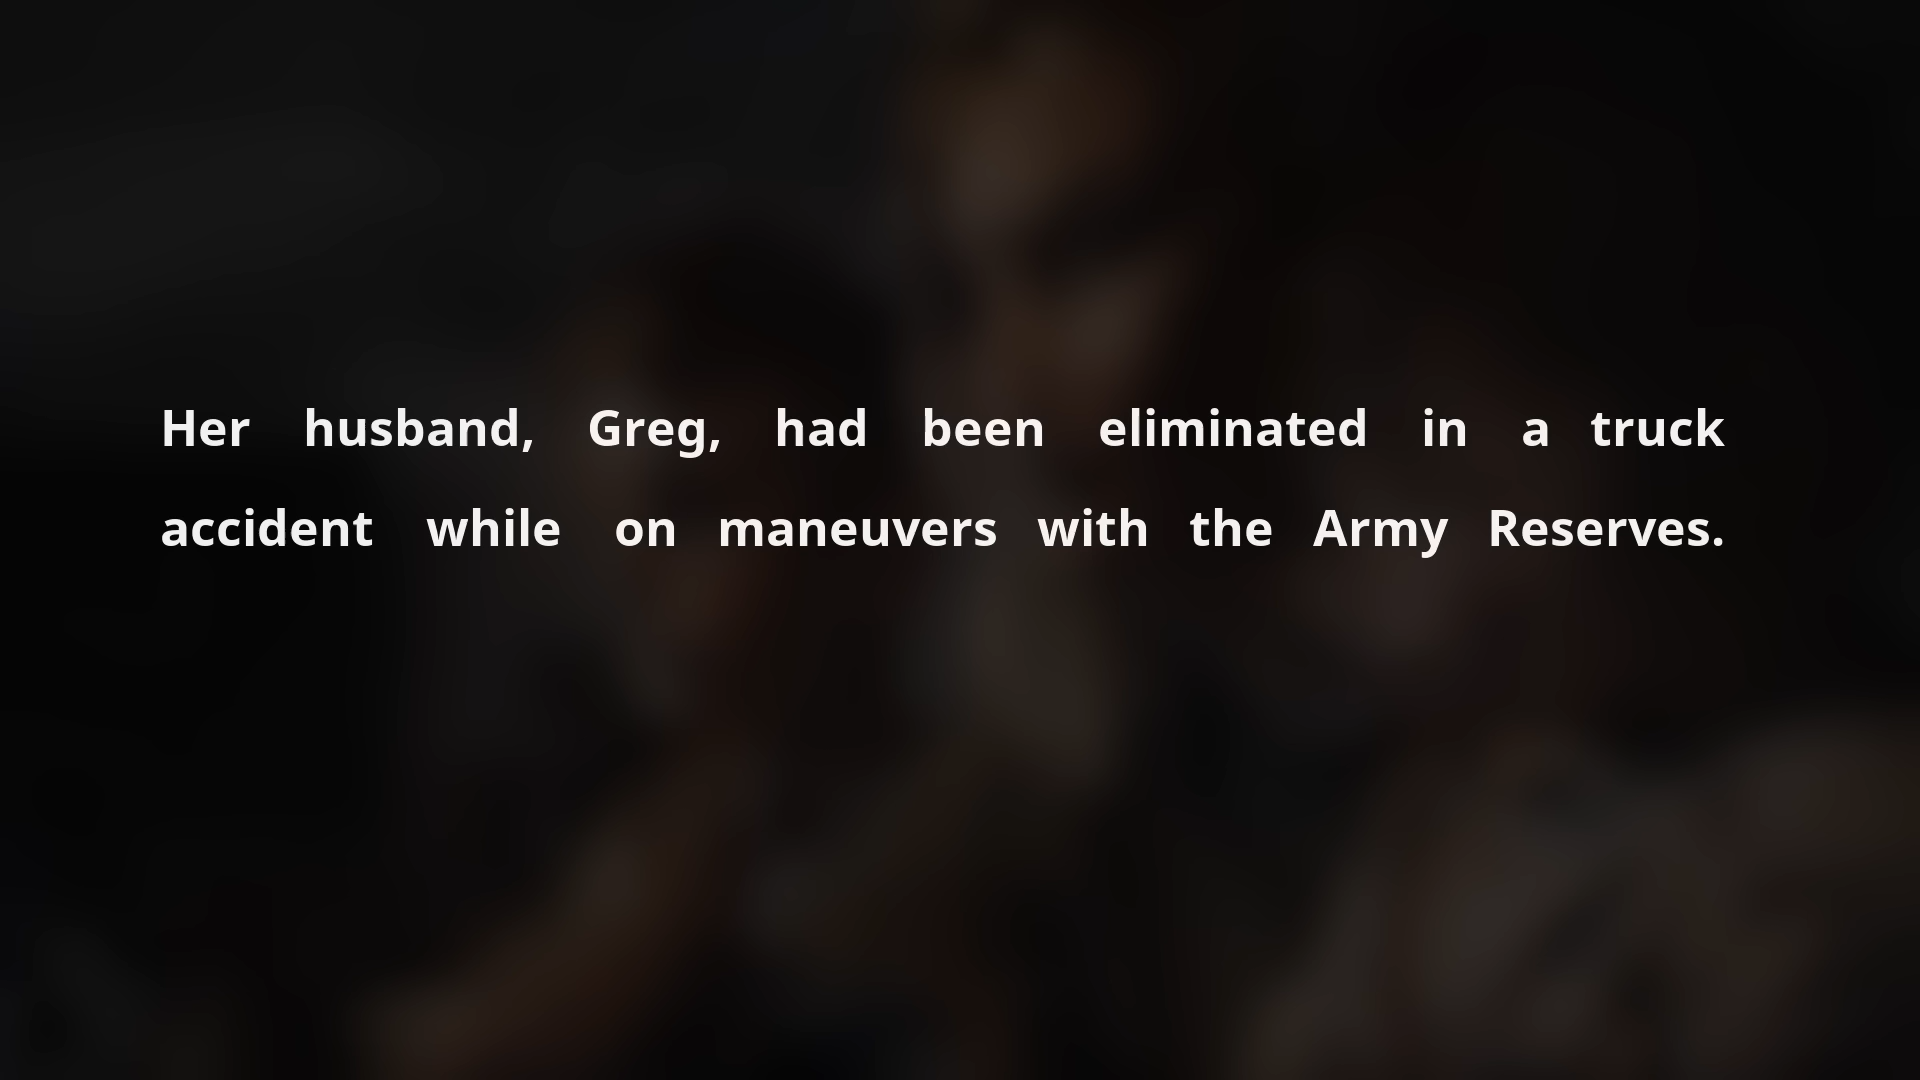 Her husband, Greg, had been eliminated in a truck
accident while on maneuvers with the Army Reserves.